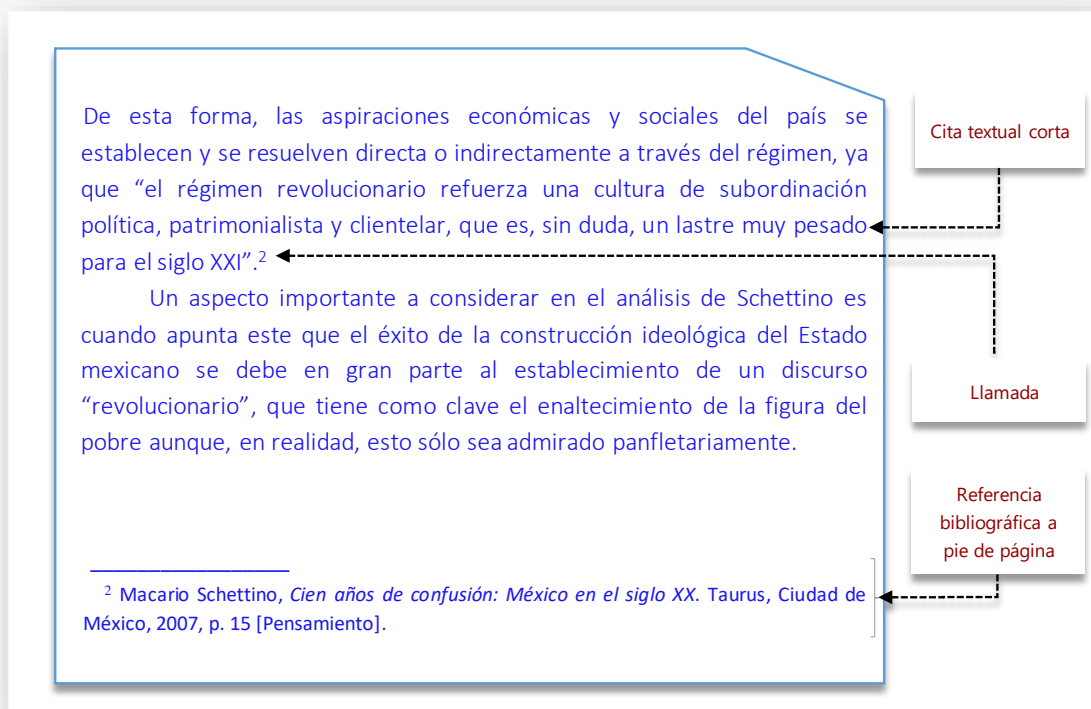 De esta forma, las aspiraciones económicas y sociales del país se
establecen y se resuelven directa o indirectamente a través del régimen, ya
que “el régimen revolucionario refuerza una cultura de subordinación
política, patrimonialista y clientelar, que es, sin duda, un lastre muy pesado
para el siglo XXI”.2
Un aspecto importante a considerar en el análisis de Schettino es
cuando apunta este que el éxito de la construcción ideológica del Estado
mexicano se debe en gran parte al establecimiento de un discurso
“revolucionario”, que tiene como clave el enaltecimiento de la figura del
pobre aunque, en realidad, esto sólo sea admirado panfletariamente.
2 Macario Schettino, Cien años de confusión: México en el siglo XX. Taurus, Ciudad de
México, 2007, p. 15 [Pensamiento].
Cita textual corta
Llamada
Referencia
bibliográfica a
pie de página